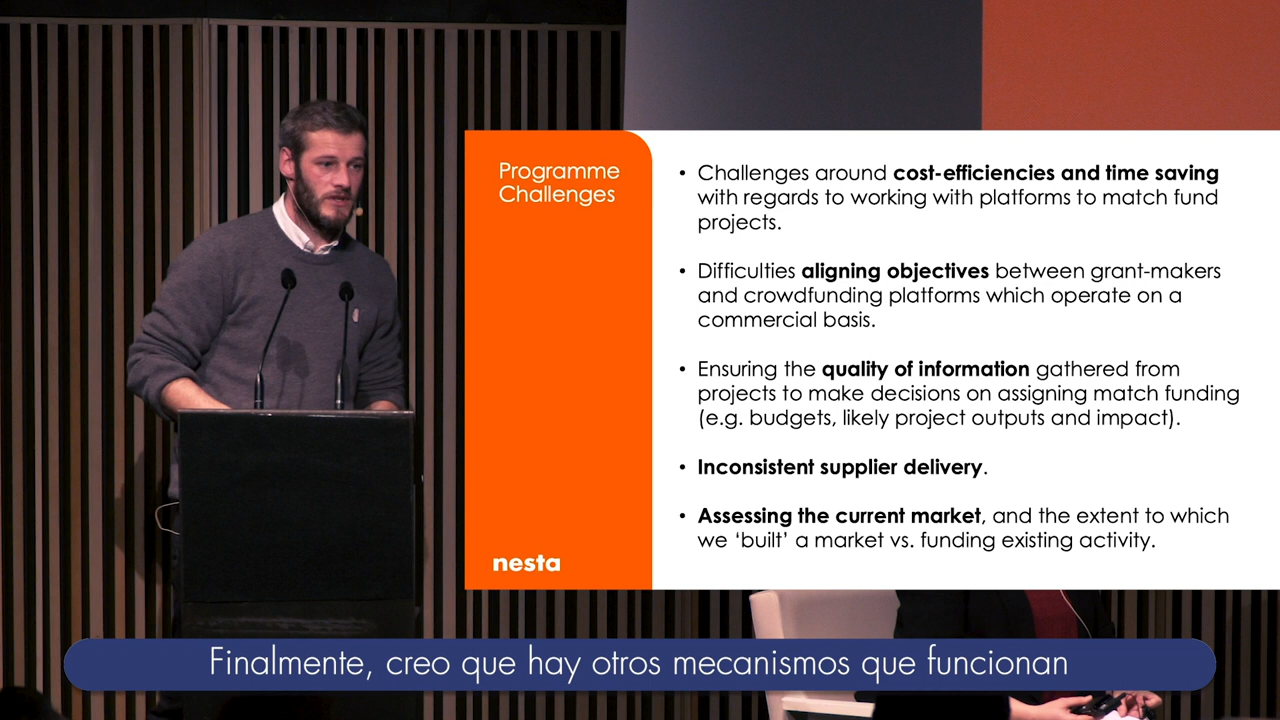 Programme
Challenges
• Challenges around cost-efficiencies and time saving
with regards to working with platforms to match fund
projects.
• Difficulties aligning objectives between grant-makers
and crowdfunding platforms which operate on a
commercial basis.
• Ensuring the quality of information gathered from
projects to make decisions on assigning match funding
(e.g. budgets, likely project outputs and impact).
• Inconsistent supplier delivery.
• Assessing the current market, and the extent to which
we ‘built’ a market vs. funding existing activity.
nesta
Finalmente, creo que hay otros mecanismos que funcionan